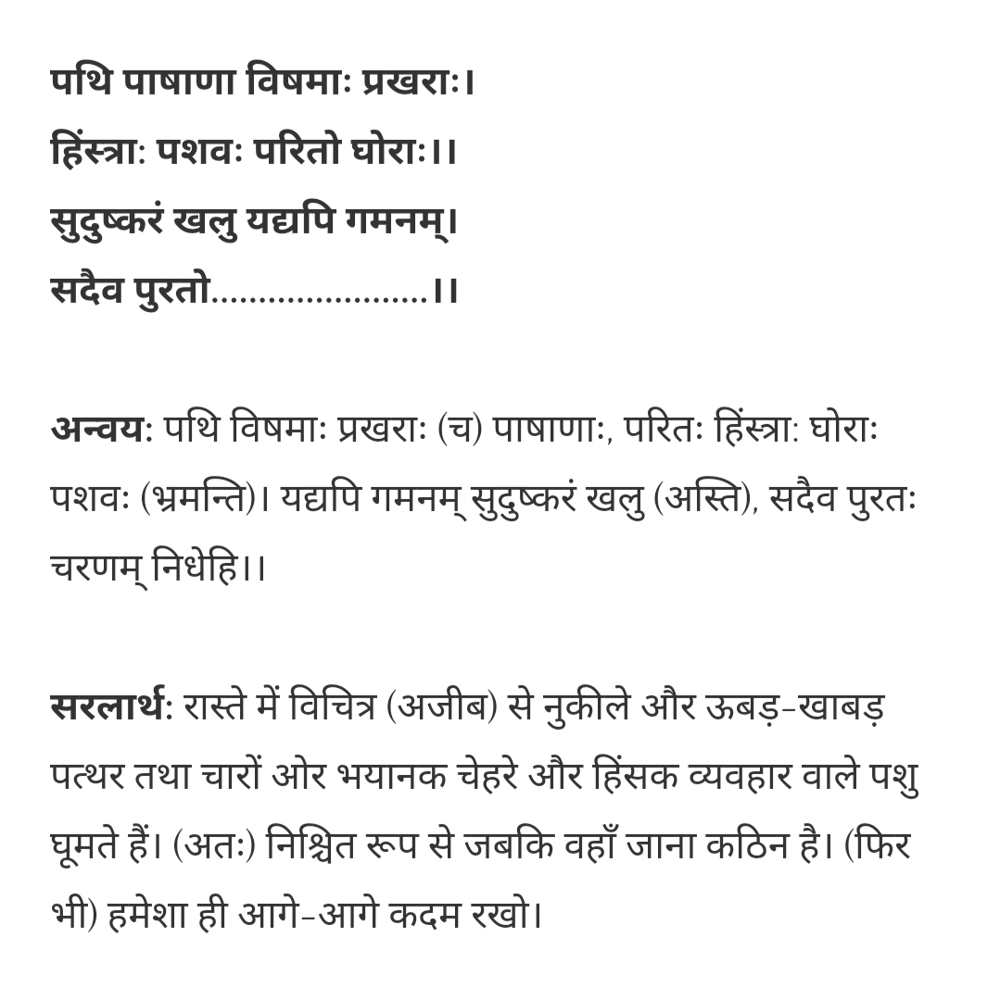 पथि पाषाणा विषमाः प्रखराः।
हिंस्त्रा: पशवः परितो घोराः।।
सुदुष्करं खलु यद्यपि गमनम्।
सदैव पुरतो.......................।।
अन्वय: पथि विषमाः प्रखराः (च) पाषाणाः, परितः हिंस्त्रा: घोराः
पशवः (भ्रमन्ति)। यद्यपि गमनम् सुदुष्करं खलु (अस्ति), सदैव पुरतः
चरणम् निधेहि।।
सरलार्थ: रास्ते में विचित्र (अजीब) से नुकीले और ऊबड़-खाबड़
पत्थर तथा चारों ओर भयानक चेहरे और हिंसक व्यवहार वाले पशु
घूमते हैं। (अतः) निश्चित रूप से जबकि वहाँ जाना कठिन है। (फिर
भी) हमेशा ही आगे-आगे कदम रखो।